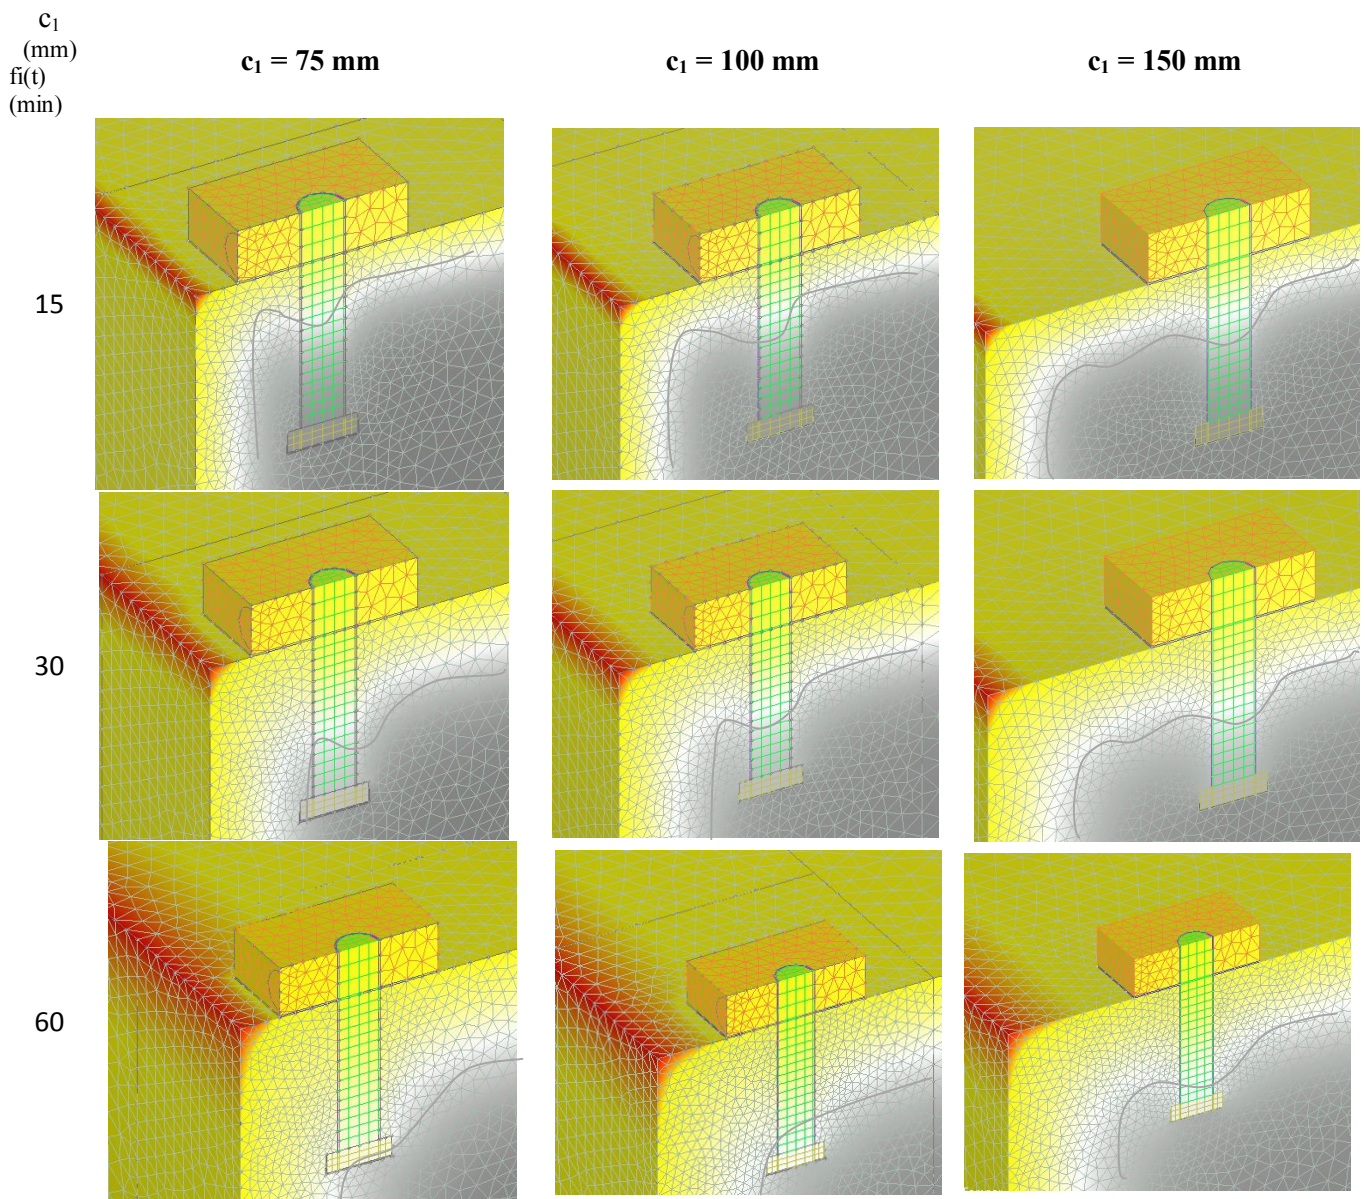 c₁
(mm)
fi(t)
(min)
c₁ = 75 mm
c₁ = 100 mm
c₁ = 150 mm
15
30
60